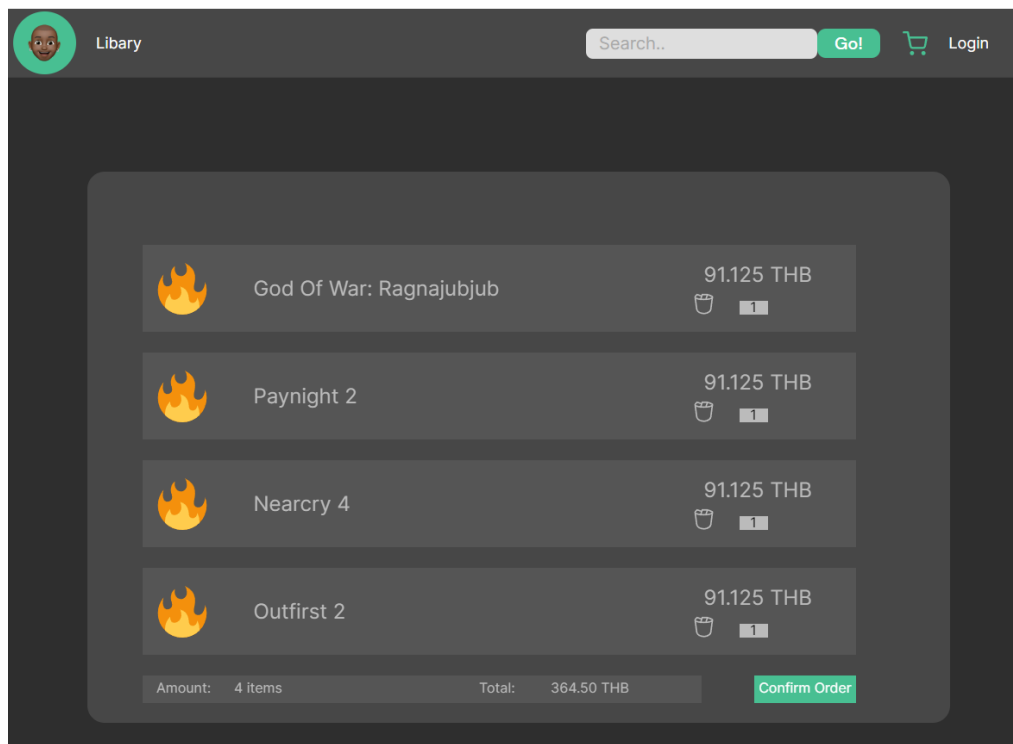 Libary
Search..
Go!
Login
God Of War: Ragnajubjub
91.125 THB
1
Paynight 2
91.125 THB
1
Nearcry 4
91.125 THB
1
Outfirst 2
91.125 THB
1
Amount: 4 items Total: 364.50 THB
Confirm Order